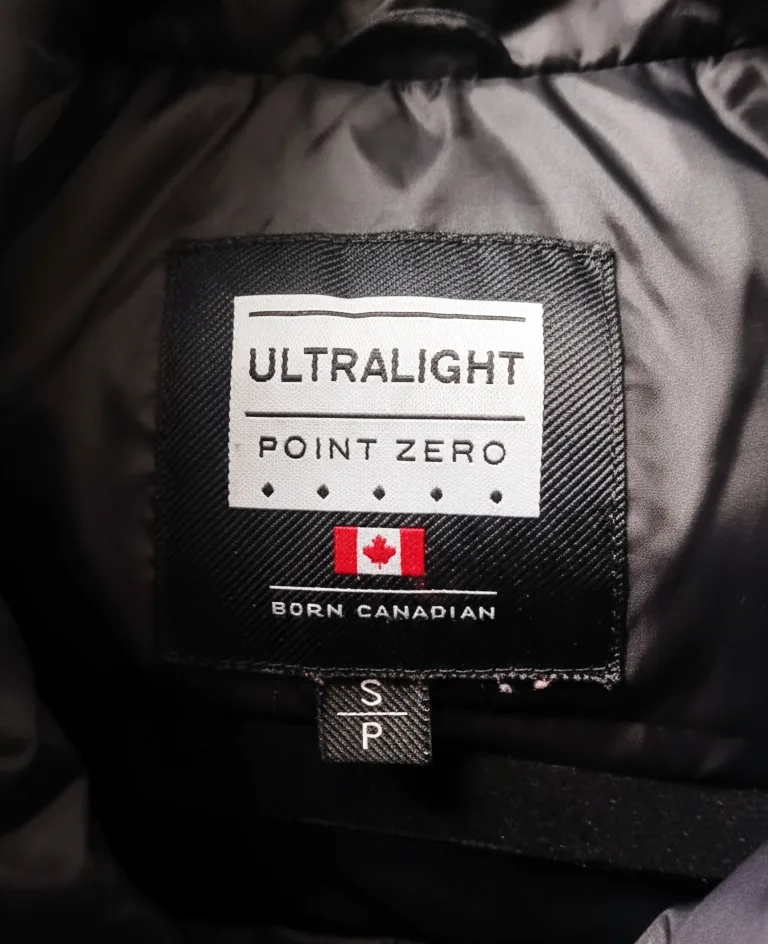 ULTRALIGHT
POINT ZERO
BORN CANADIAN
S
P